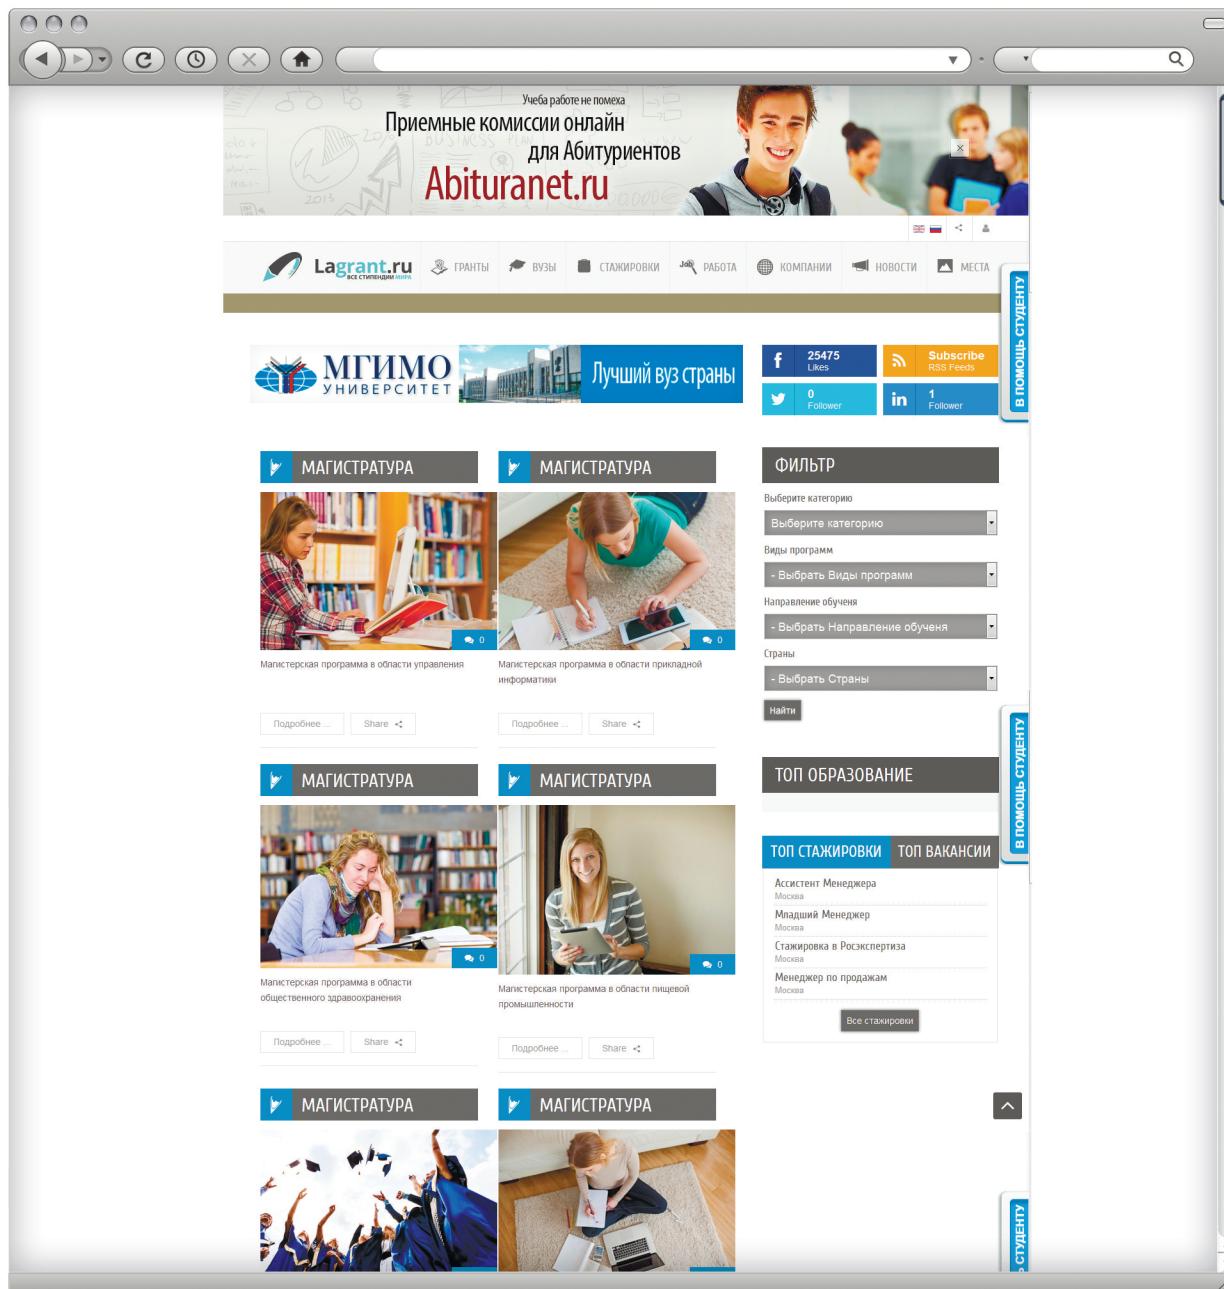 Учеба работе не помеха
Приемные комиссии онлайн
для Абитуриентов
Abituranet.ru
Lagrant.ru
ВСЕ СТИПЕНДИИ МИРА
ГРАНТЫ
ВУЗЫ
СТАЖИРОВКИ
Job
РАБОТА
КОМПАНИИ
НОВОСТИ
МЕСТА
В ПОМОЩЬ СТУДЕНТУ
МГИМО
УНИВЕРСИТЕТ
Лучший вуз страны
25475
Likes
Subscribe
RSS Feeds
0
Follower
1
Follower
МАГИСТРАТУРА
0
Магистерская программа в области управления
Подробнее ...
Share
МАГИСТРАТУРА
0
Магистерская программа в области прикладной
информатики
Подробнее ...
Share
ФИЛЬТР
Выберите категорию
Выберите категорию
Виды программ
- Выбрать Виды программ
Направление обученя
- Выбрать Направление обученя
Страны
- Выбрать Страны
Найти
В ПОМОЩЬ СТУДЕНТУ
МАГИСТРАТУРА
0
Магистерская программа в области
общественного здравоохранения
Подробнее ...
Share
МАГИСТРАТУРА
0
Магистерская программа в области пищевой
промышленности
Подробнее ...
Share
ТОП ОБРАЗОВАНИЕ
ТОП СТАЖИРОВКИ
ТОП ВАКАНСИИ
Ассистент Менеджера
Москва
Младший Менеджер
Москва
Стажировка в Росэкспертиза
Москва
Менеджер по продажам
Москва
Все стажировки
МАГИСТРАТУРА
МАГИСТРАТУРА
СТУДЕНТУ